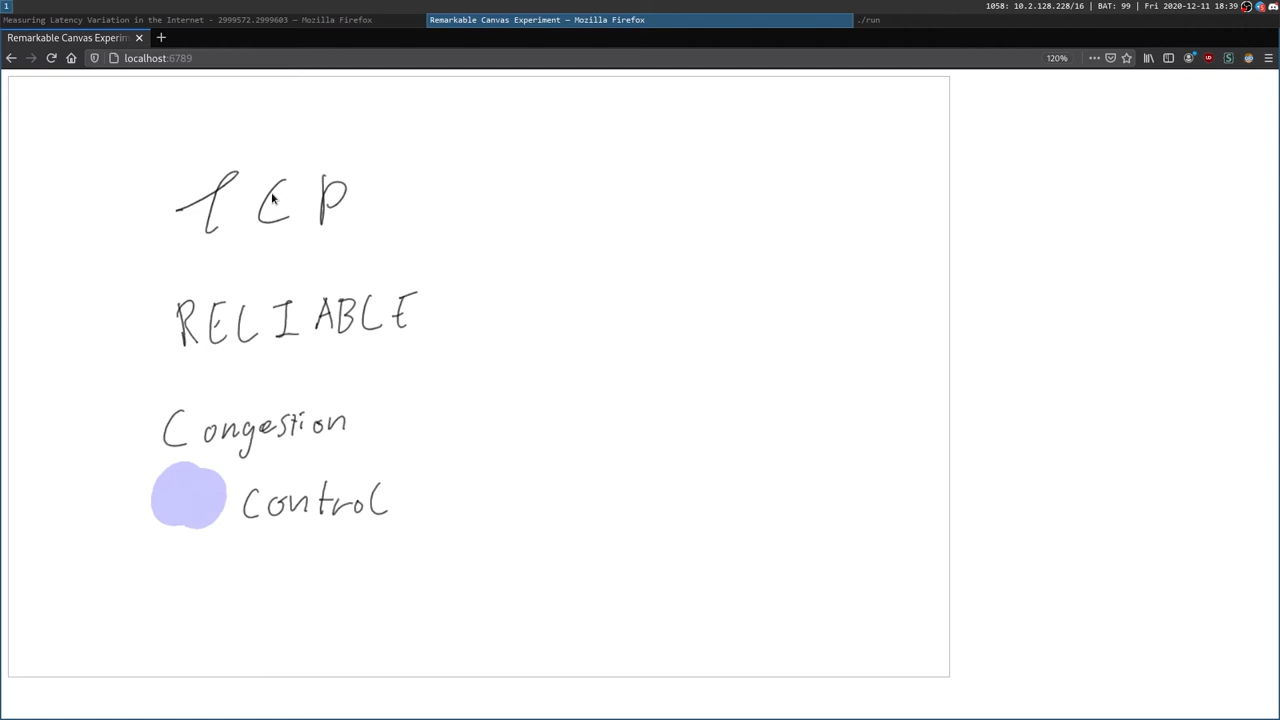 1
Measuring Latency Variation in the Internet - 2999572.2999603 — Mozilla Firefox
Remarkable Canvas Experiment — Mozilla Firefox
./run
1058: 10.2.128.228/16 | BAT: 99 | Fri 2020-12-11 18:39
Remarkable Canvas Experim
localhost:6789
120%
TCP
RELIABLE
Congestion
control